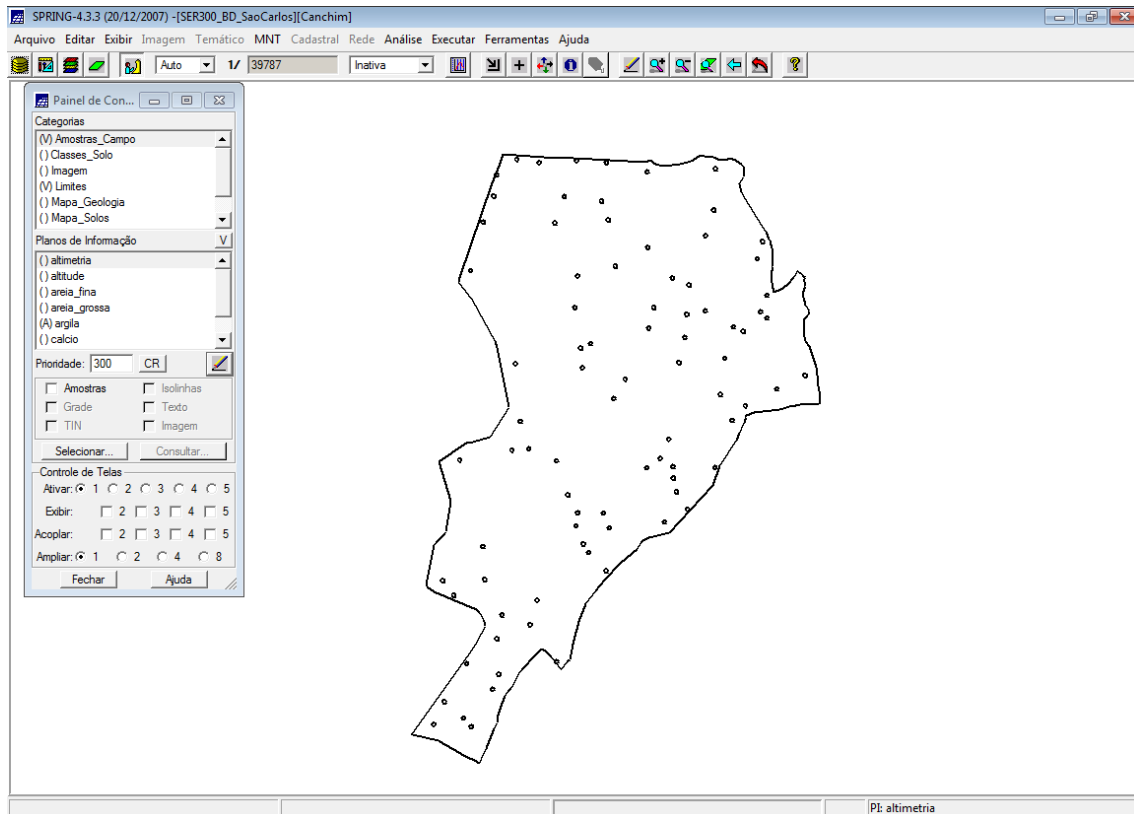 SPRING-4.3.3 (20/12/2007) -[SER300_BD_SaoCarlos][Canchim]
Arquivo Editar Exibir Imagem Temático MNT Cadastral Rede Análise Executar Ferramentas Ajuda
Auto 1/ 39787 Inativa
Painel de Con...
Categorias
(V) Amostras_Campo
( ) Classes_Solo
( ) Imagem
(V) Limites
( ) Mapa_Geologia
( ) Mapa_Solos
Planos de Informação V
( ) altimetria
( ) altitude
( ) areia_fina
( ) areia_grossa
(A) argila
( ) calcio
Prioridade: 300 CR
Amostras Isolinhas
Grade Texto
TIN Imagem
Selecionar... Consultar...
Controle de Telas
Ativar: 1 2 3 4 5
Exibir: 2 3 4 5
Acoplar: 2 3 4 5
Ampliar: 1 2 4 8
Fechar Ajuda
PI: altimetria